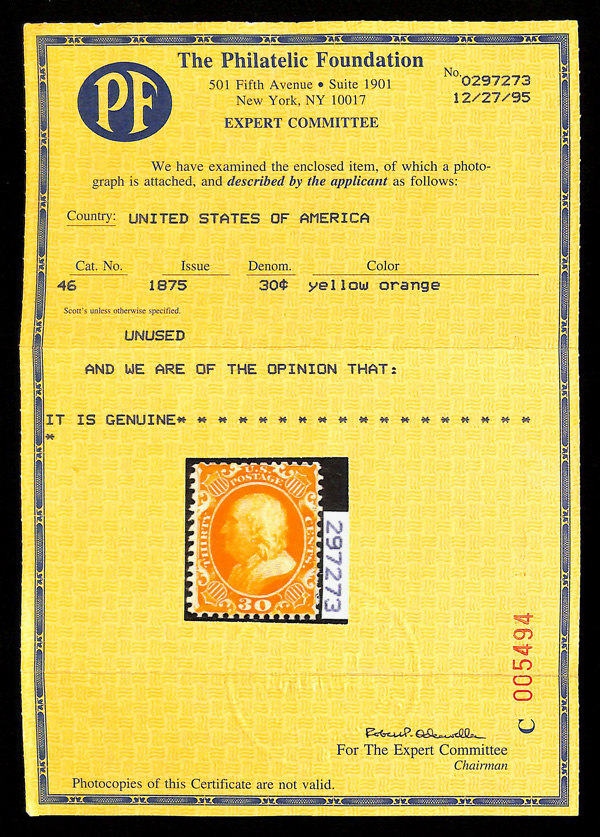 PF
The Philatelic Foundation
501 Fifth Avenue • Suite 1901
New York, NY 10017
EXPERT COMMITTEE
No. 0297273
12/27/95
We have examined the enclosed item, of which a photo-
graph is attached, and described by the applicant as follows:
Country: UNITED STATES OF AMERICA
Cat. No. Issue Denom. Color
46 1875 30¢ yellow orange
Scott's unless otherwise specified.
UNUSED
AND WE ARE OF THE OPINION THAT:
IT IS GENUINE* * * * * * * * * * * * * * * * * *
*
U.S.
POSTAGE
THIRTY
CENTS.
30
297273
C 005494
For The Expert Committee
Chairman
Photocopies of this Certificate are not valid.